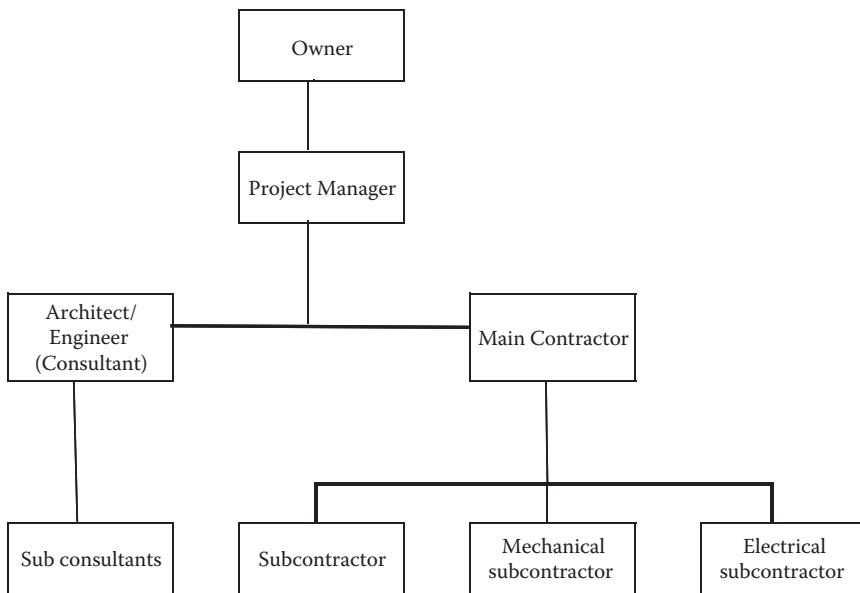 Owner
Project Manager
Architect/
Engineer
(Consultant)
Main Contractor
Sub consultants
Subcontractor
Mechanical
subcontractor
Electrical
subcontractor